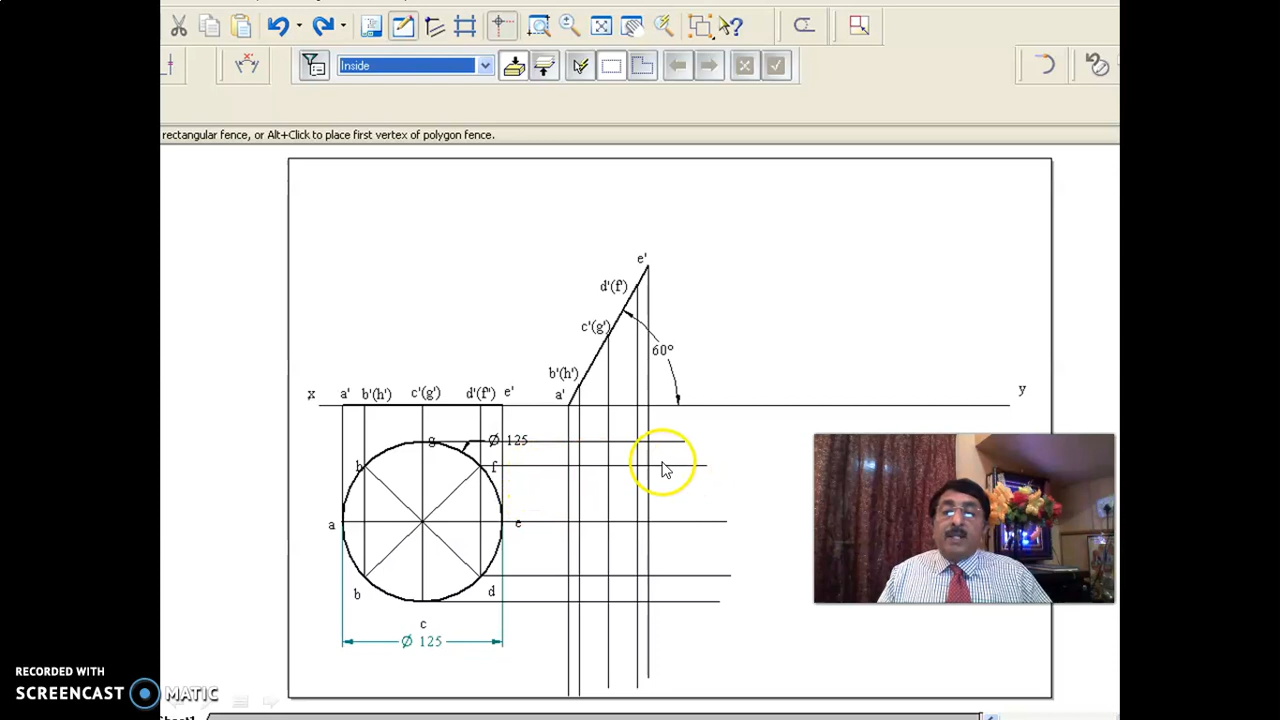 Inside
rectangular fence, or Alt+Click to place first vertex of polygon fence.
e'
d'(f')
c'(g')
60°
b'(h')
a'
x a' b'(h') c'(g') d'(f') e' y
g Ø 125
b f
a e
b d
c
Ø 125
RECORDED WITH
SCREENCAST MATIC
Sheet1